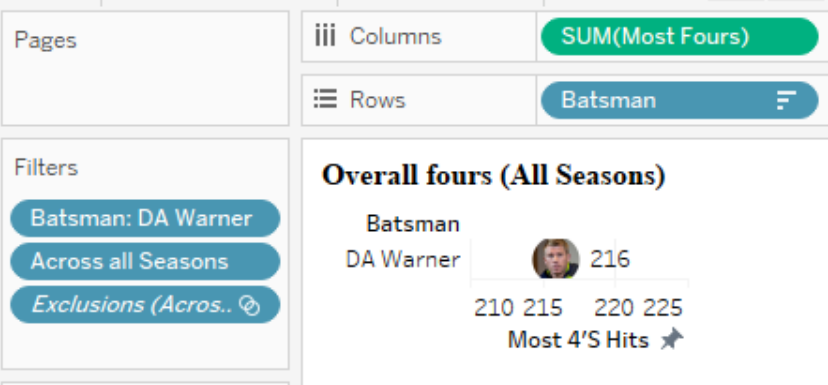 Pages
Columns
SUM(Most Fours)
Rows
Batsman
Filters
Batsman: DA Warner
Across all Seasons
Exclusions (Acros..
Overall fours (All Seasons)
Batsman
DA Warner
216
210 215 220 225
Most 4'S Hits